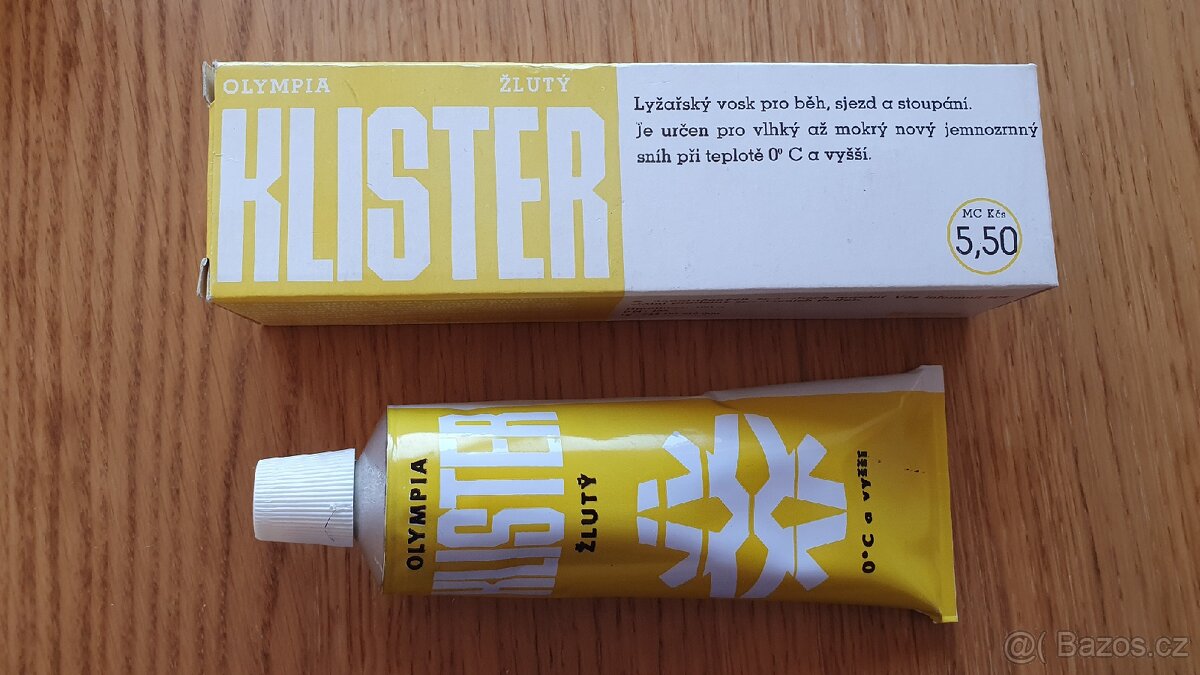 OLYMPIA ŽLUTÝ
KLISTER
Lyžařský vosk pro běh, sjezd a stoupání.
Je určen pro vlhký až mokrý nový jemnozrnný
sníh při teplotě 0° C a vyšší.
MC Kčs
5,50
OLYMPIA
KLISTER
ŽLUTÝ
0°C a vyšší
@( Bazos.cz